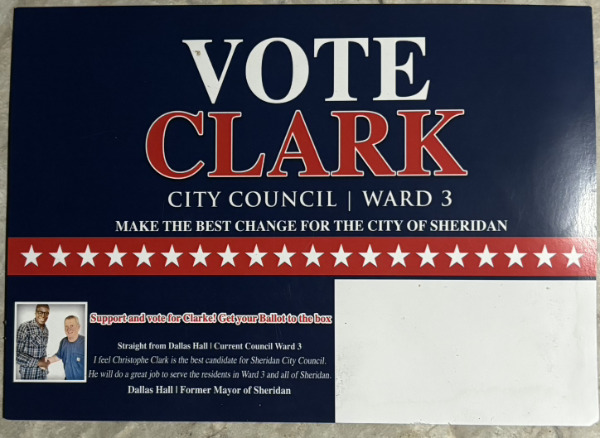 VOTE
CLARK
CITY COUNCIL | WARD 3
MAKE THE BEST CHANGE FOR THE CITY OF SHERIDAN
Support and vote for Clarke! Get your Ballot to the box
Straight from Dallas Hall | Current Council Ward 3
I feel Christophe Clark is the best candidate for Sheridan City Council.
He will do a great job to serve the residents in Ward 3 and all of Sheridan.
Dallas Hall | Former Mayor of Sheridan